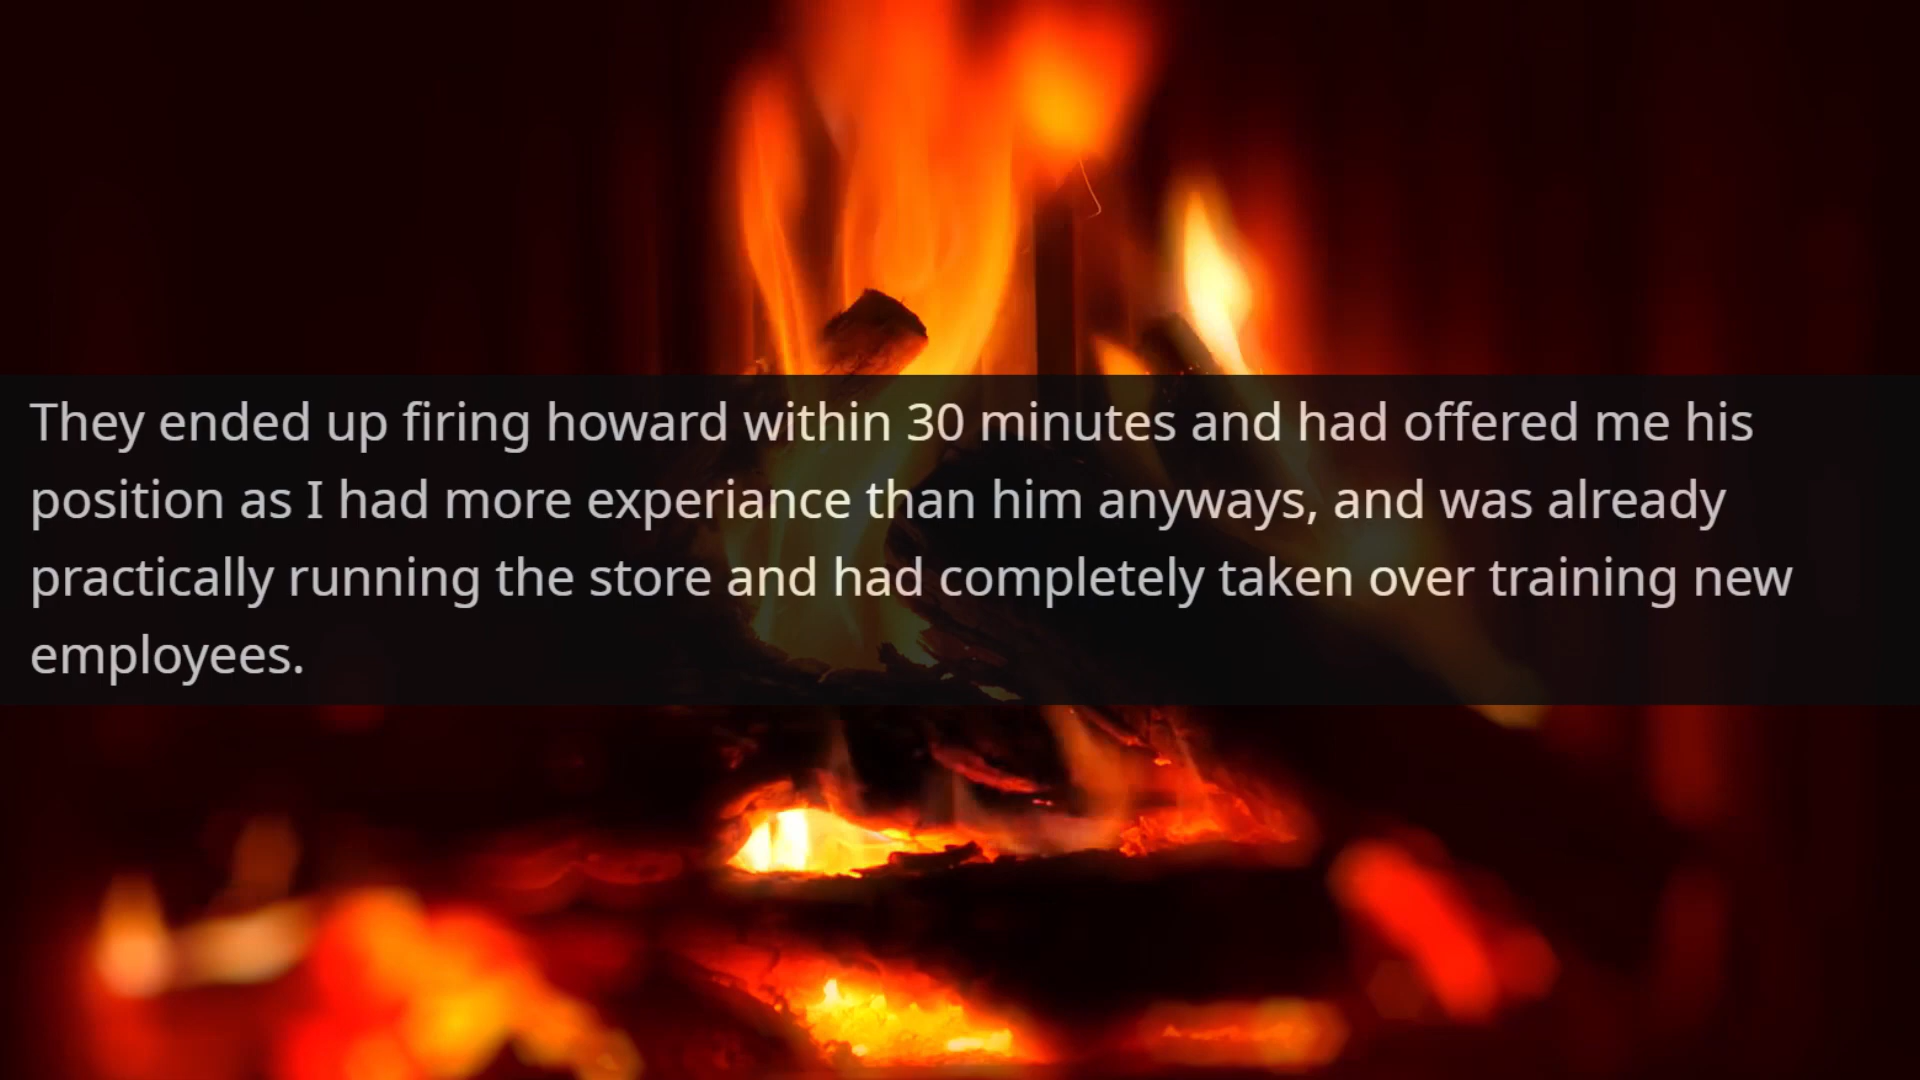 They ended up firing howard within 30 minutes and had offered me his
position as I had more experiance than him anyways, and was already
practically running the store and had completely taken over training new
employees.